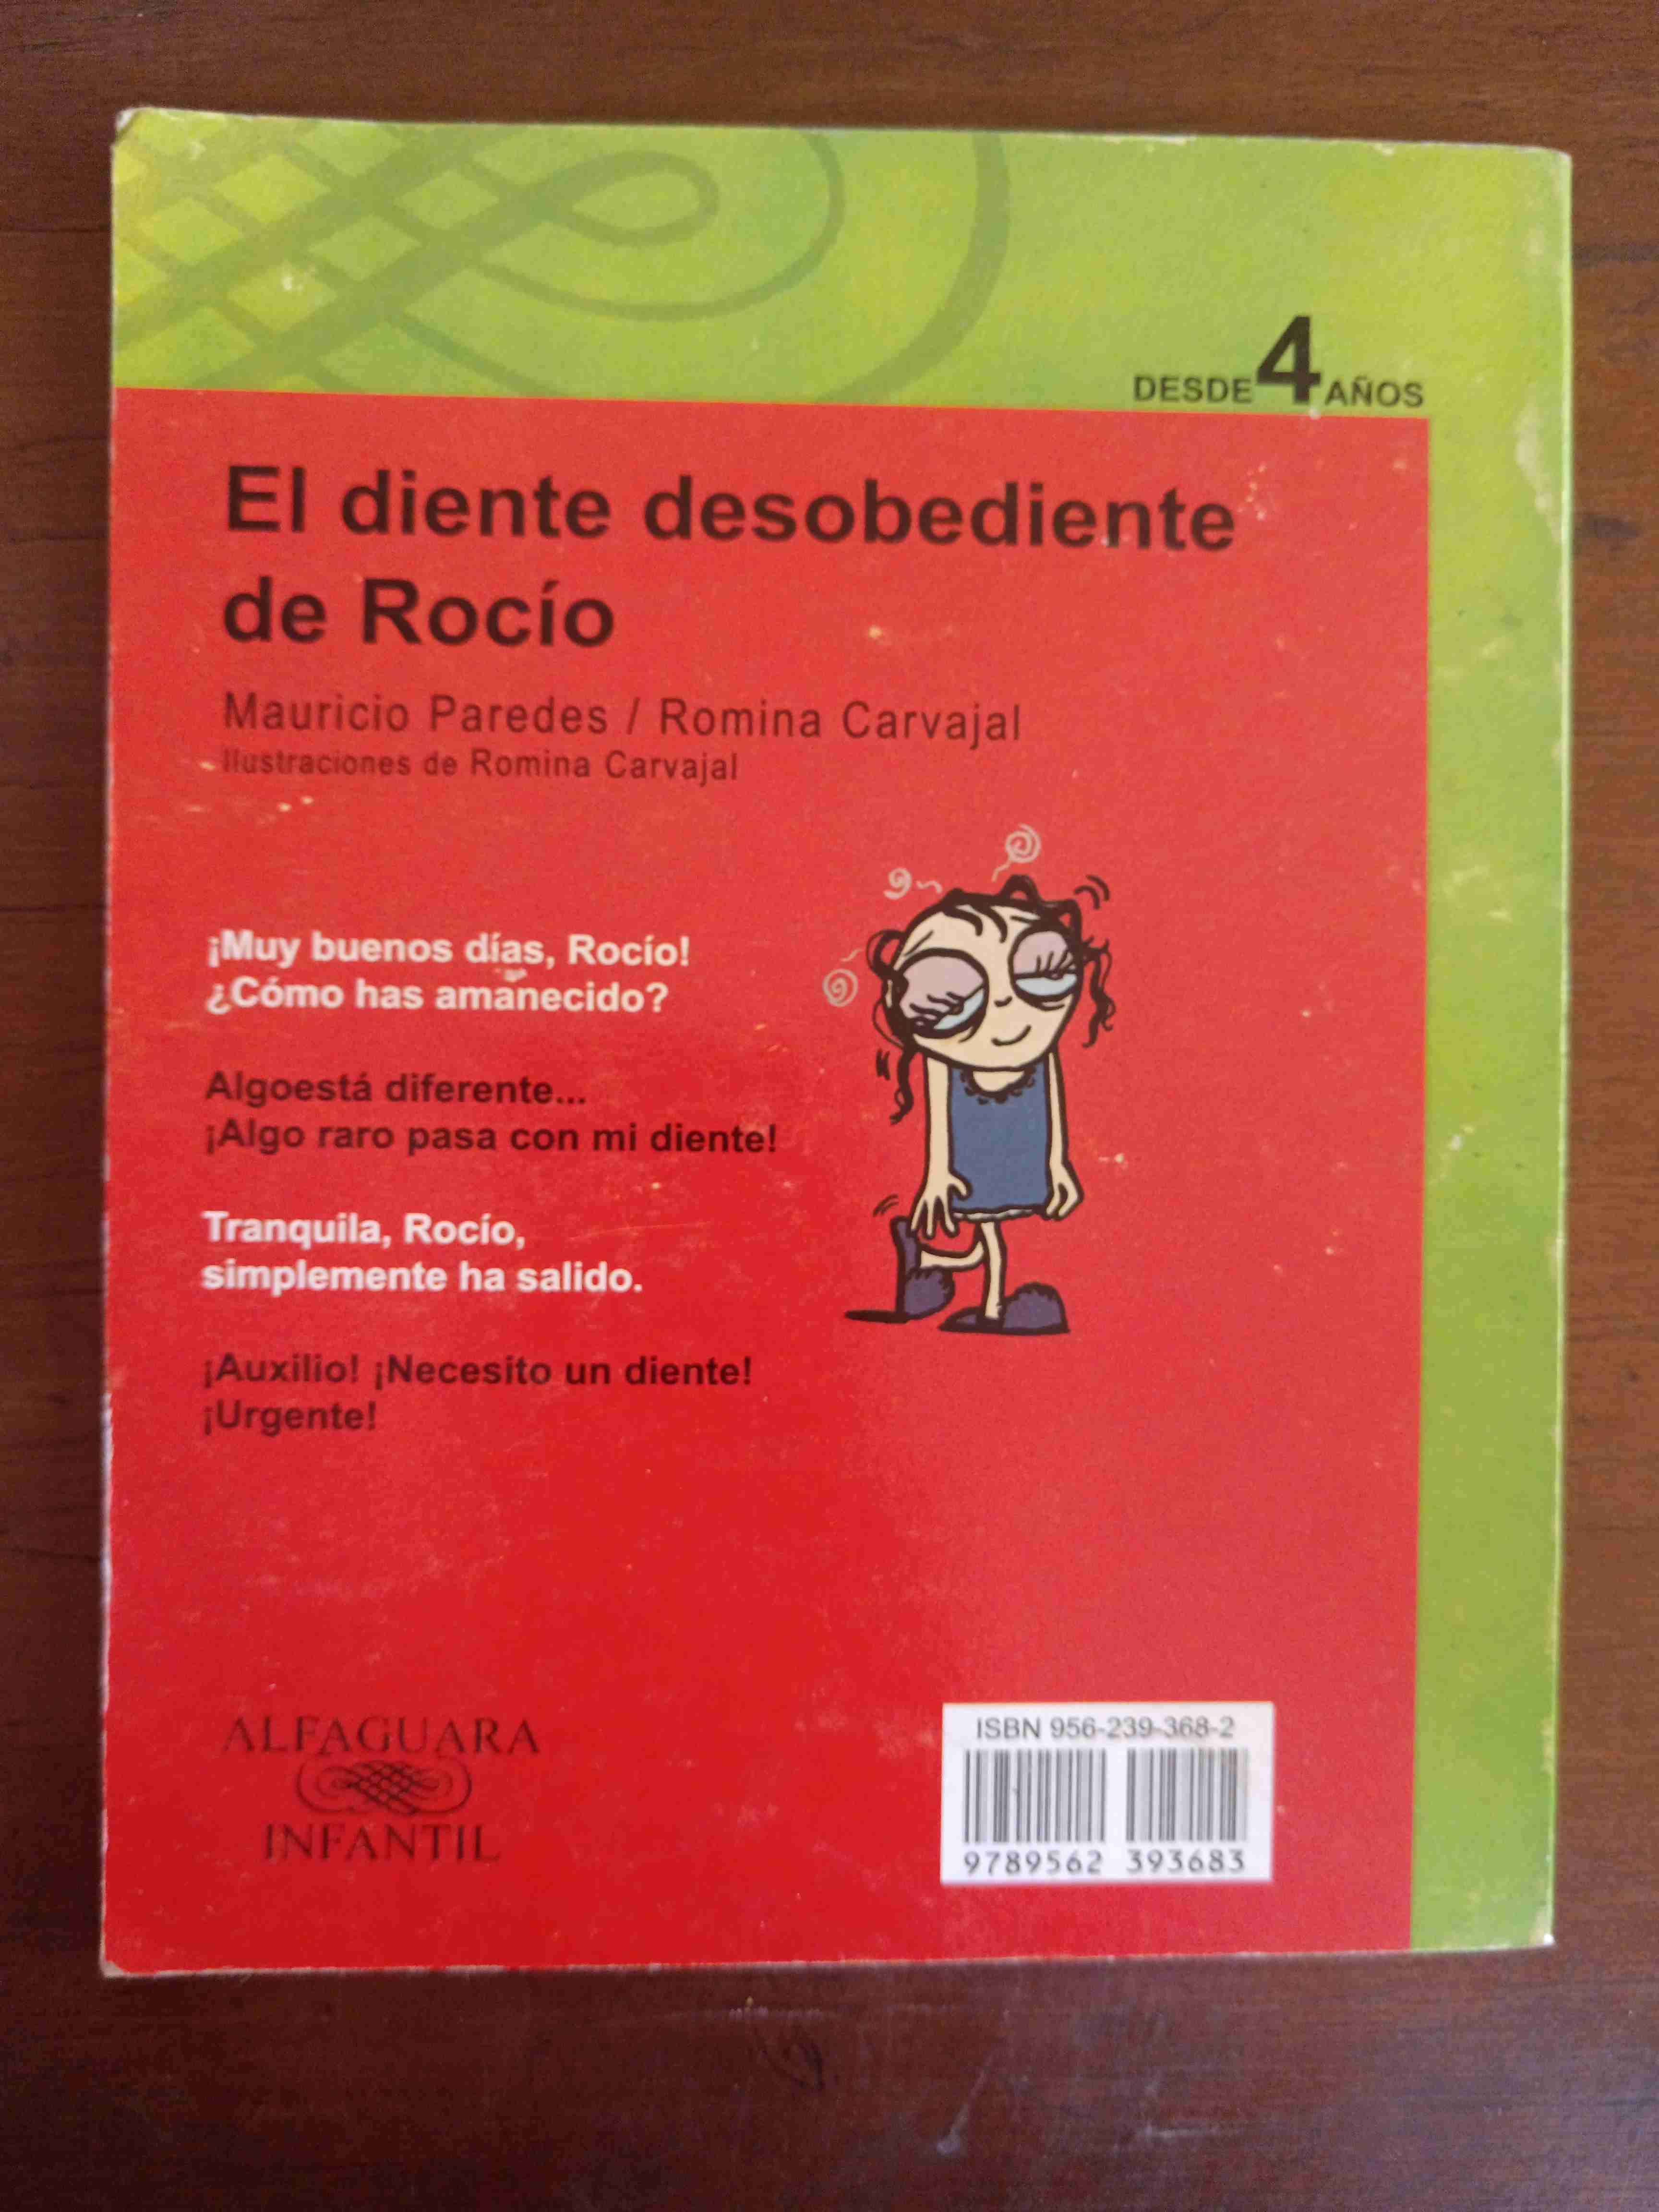 DESDE 4 AÑOS
El diente desobediente
de Rocío
Mauricio Paredes / Romina Carvajal
Ilustraciones de Romina Carvajal
¡Muy buenos días, Rocío!
¿Cómo has amanecido?
Algoestá diferente...
¡Algo raro pasa con mi diente!
Tranquila, Rocío,
simplemente ha salido.
¡Auxilio! ¡Necesito un diente!
¡Urgente!
ALFAGUARA
INFANTIL
ISBN 956-239-368-2
9789562 393683